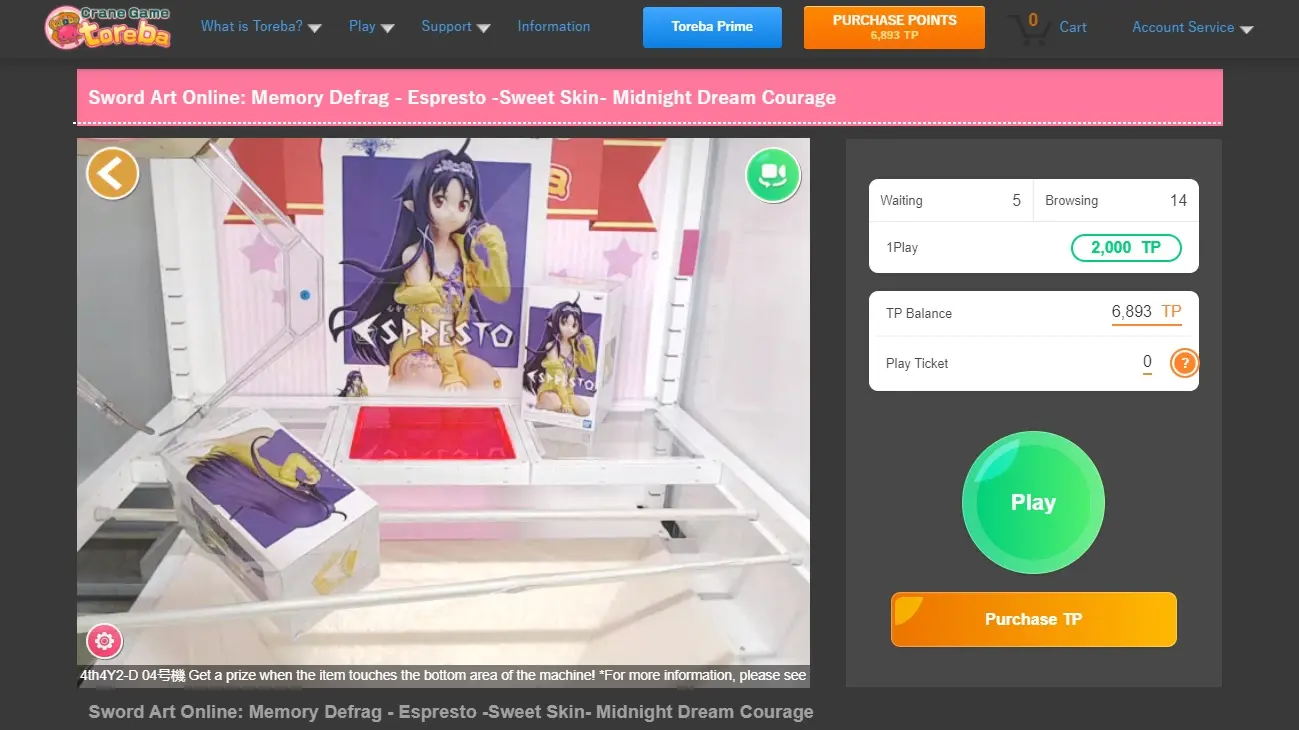 Crane Game
toreba
What is Toreba?
Play
Support
Information
Toreba Prime
PURCHASE POINTS
6,893 TP
0
Cart
Account Service
Sword Art Online: Memory Defrag - Espresto -Sweet Skin- Midnight Dream Courage
ESPRESTO
ESPRESTO
Waiting 5
Browsing 14
1Play 2,000 TP
TP Balance 6,893 TP
Play Ticket 0 ?
Play
Purchase TP
4th4Y2-D 04号機 Get a prize when the item touches the bottom area of the machine! *For more information, please see
Sword Art Online: Memory Defrag - Espresto -Sweet Skin- Midnight Dream Courage